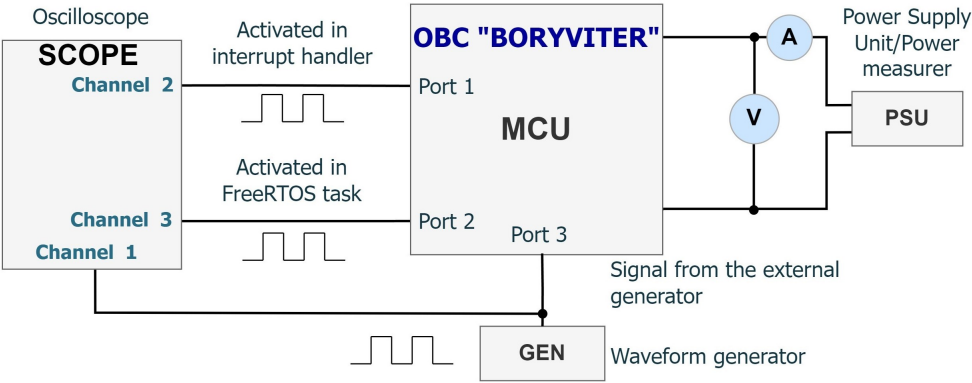 Oscilloscope
SCOPE
Channel 2
Channel 3
Channel 1
Activated in
interrupt handler
Activated in
FreeRTOS task
OBC "BORYVITER"
Port 1
MCU
Port 2
Port 3
A
V
Power Supply
Unit/Power
measurer
PSU
Signal from the external
generator
GEN
Waveform generator